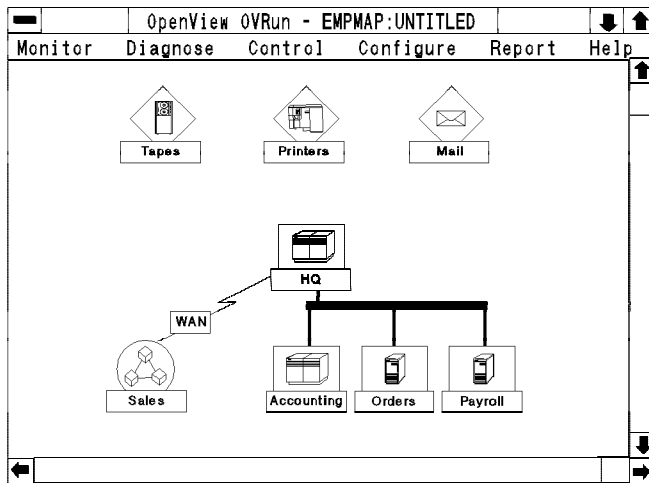 OpenView OVRun - EMPMAP:UNTITLED
Monitor Diagnose Control Configure Report Help
Tapes Printers Mail
HQ
WAN
Sales Accounting Orders Payroll